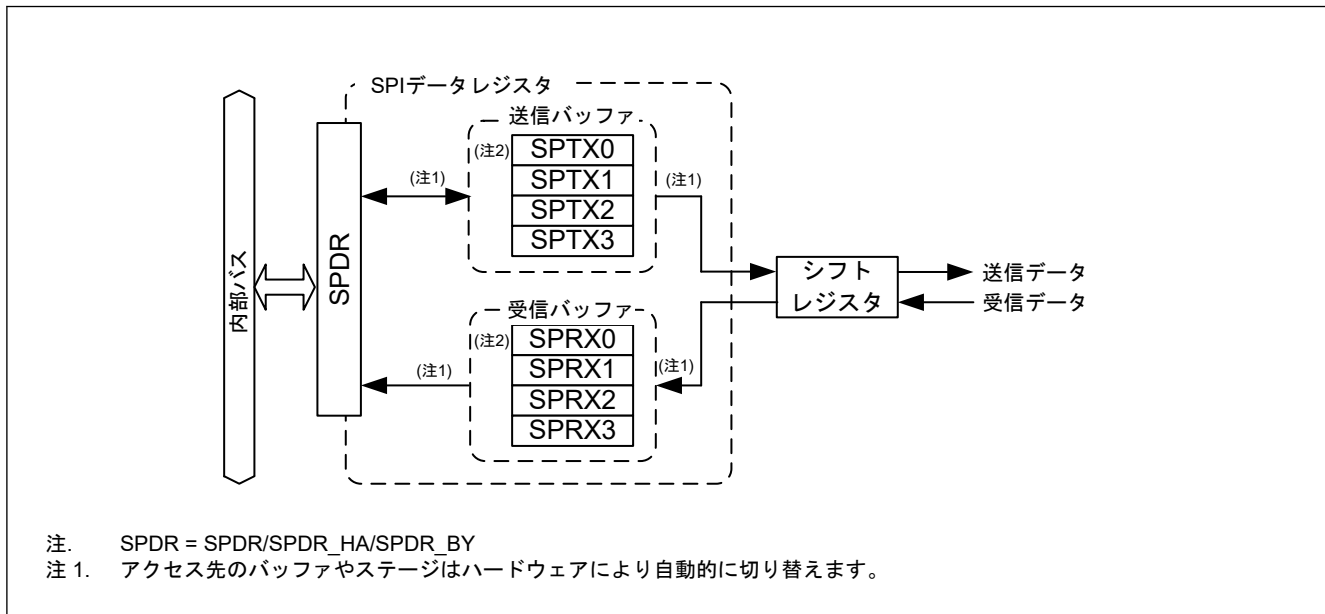 SPIデータレジスタ
送信バッファ
(注2)
SPTX0
SPTX1
SPTX2
SPTX3
(注1)
(注1)
内部バス
SPDR
シフト
レジスタ
送信データ
受信データ
受信バッファ
(注2)
SPRX0
SPRX1
SPRX2
SPRX3
(注1)
(注1)
注. SPDR = SPDR/SPDR_HA/SPDR_BY
注 1. アクセス先のバッファやステージはハードウェアにより自動的に切り替えます。